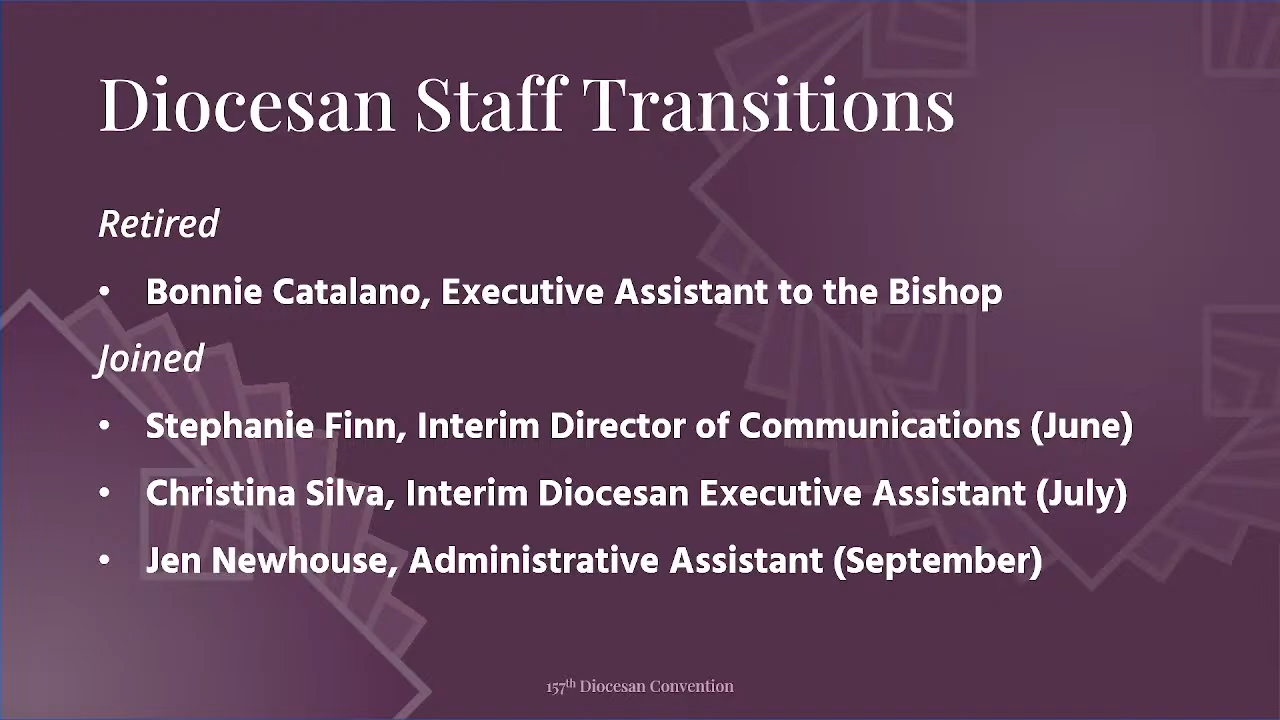 Diocesan Staff Transitions
Retired
• Bonnie Catalano, Executive Assistant to the Bishop
Joined
• Stephanie Finn, Interim Director of Communications (June)
• Christina Silva, Interim Diocesan Executive Assistant (July)
• Jen Newhouse, Administrative Assistant (September)
157th Diocesan Convention